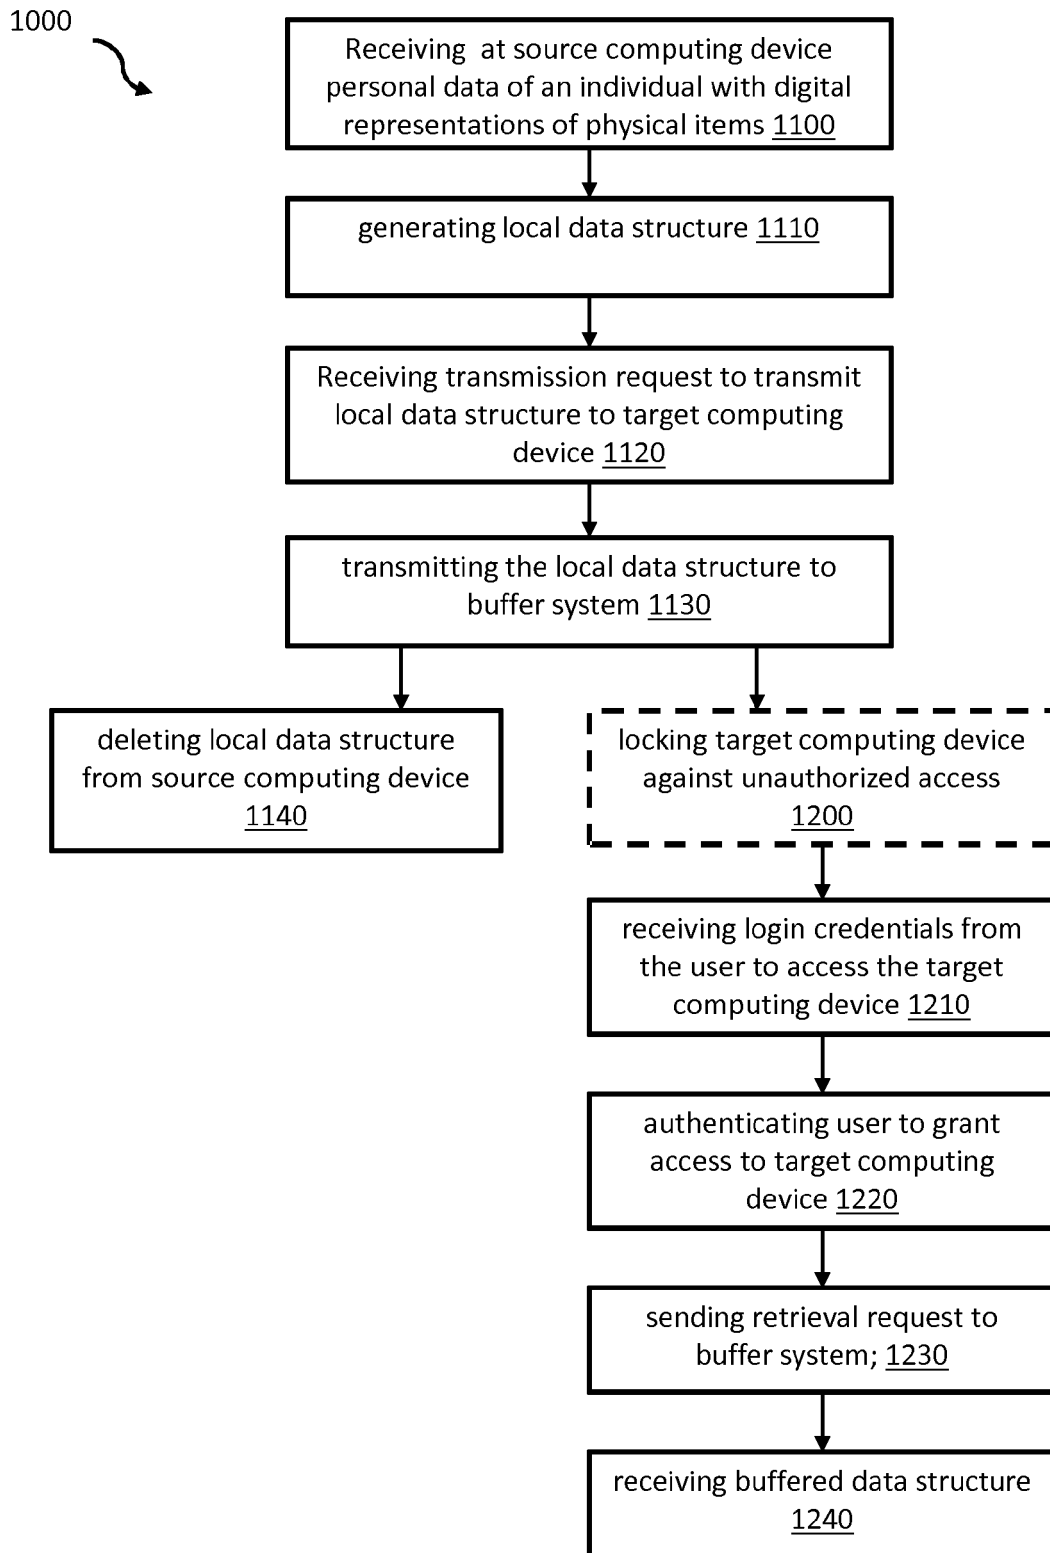 1000
Receiving at source computing device
personal data of an individual with digital
representations of physical items 1100
generating local data structure 1110
Receiving transmission request to transmit
local data structure to target computing
device 1120
transmitting the local data structure to
buffer system 1130
deleting local data structure
from source computing device
1140
locking target computing device
against unauthorized access
1200
receiving login credentials from
the user to access the target
computing device 1210
authenticating user to grant
access to target computing
device 1220
sending retrieval request to
buffer system; 1230
receiving buffered data structure
1240